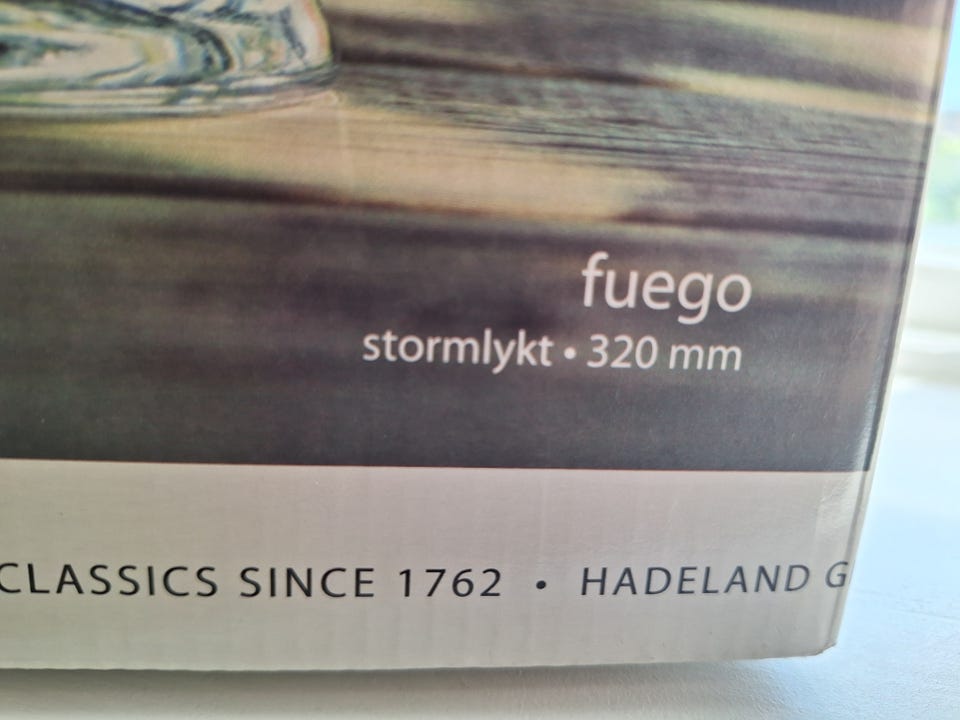 fuego
stormlykt • 320 mm
CLASSICS SINCE 1762 • HADELAND G